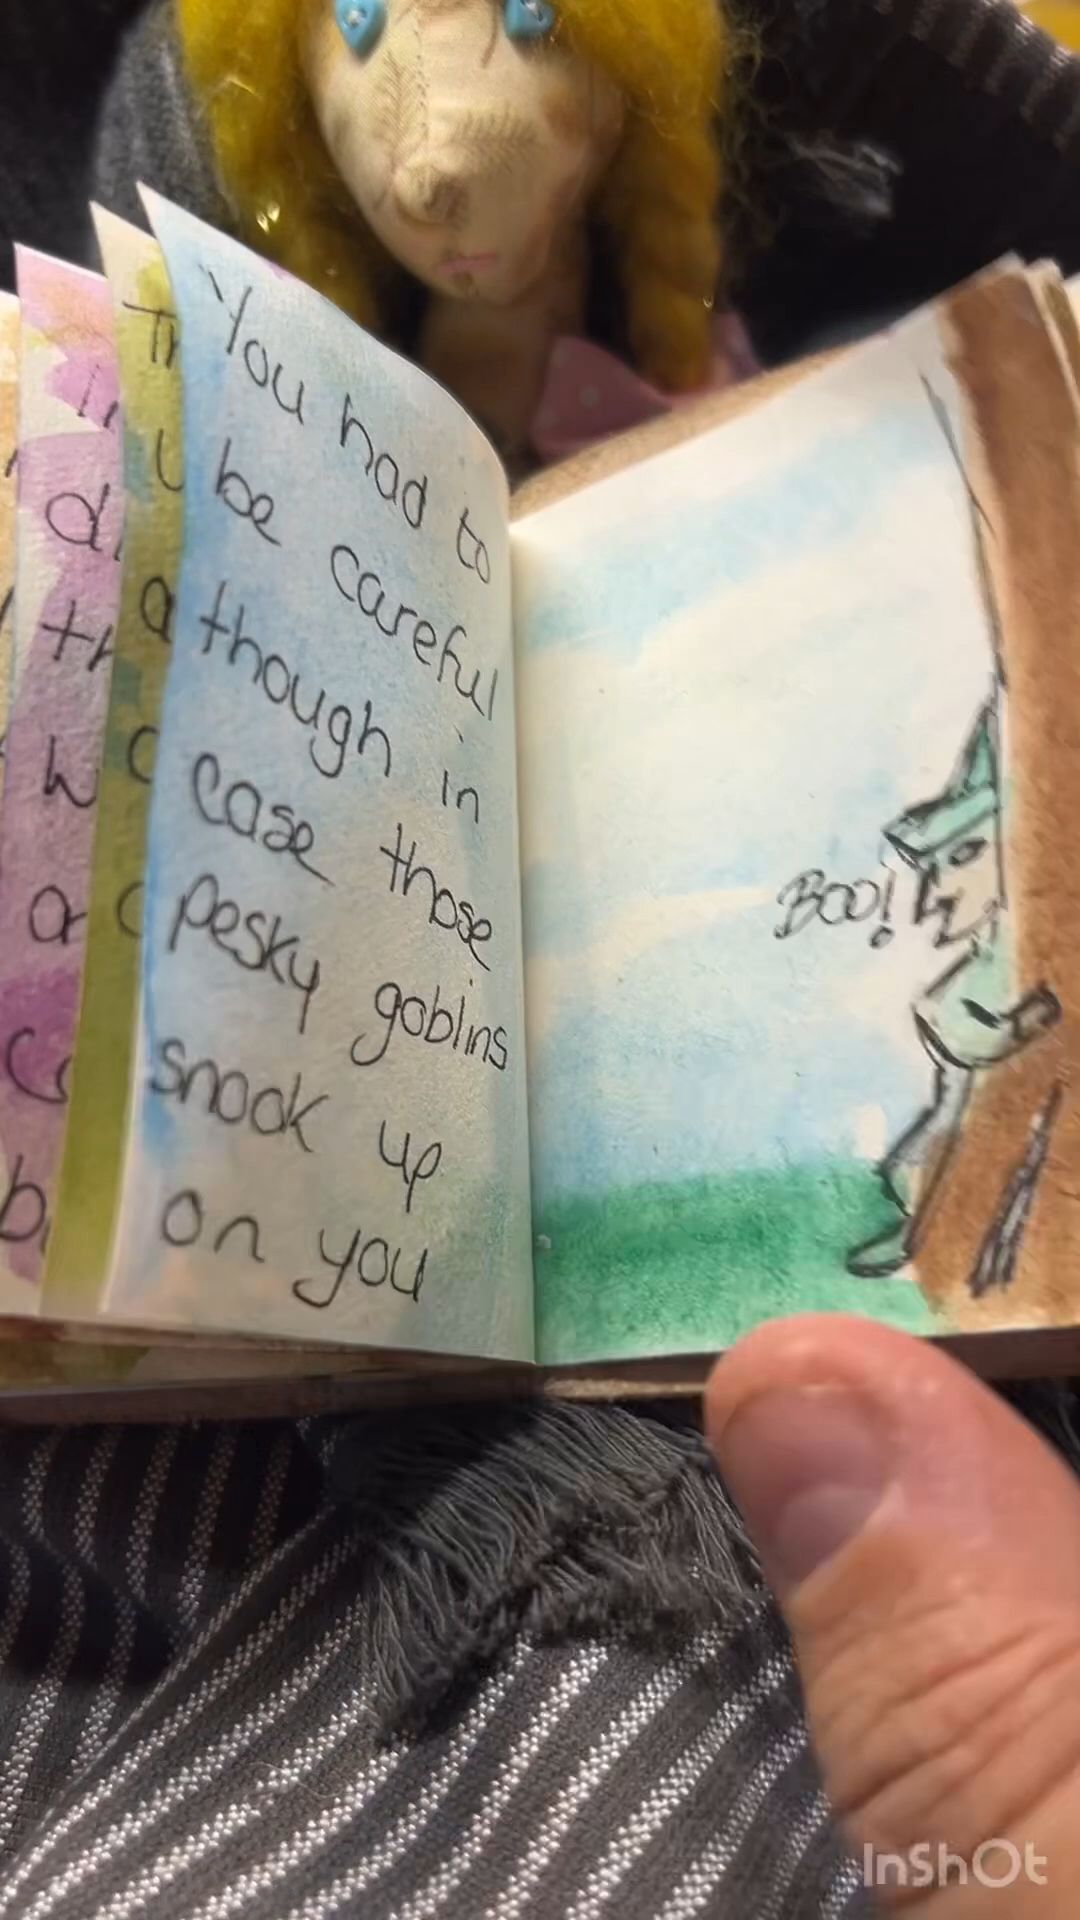 You had to
be careful
though in
case those
pesky goblins
snook up
on you
BOO!
InShOt